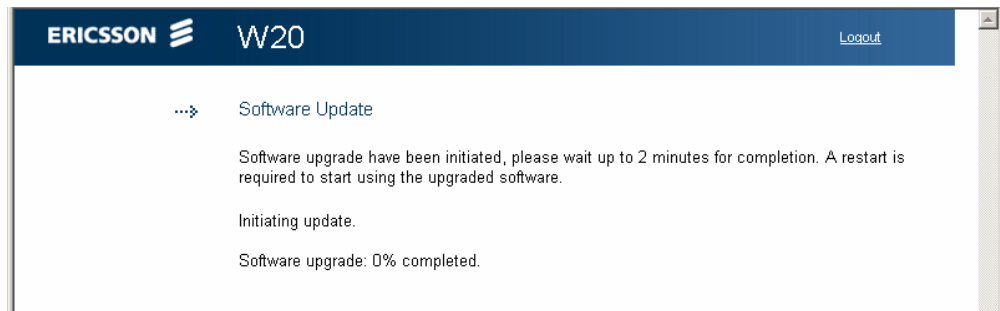 ERICSSON W20 Logout
Software Update
Software upgrade have been initiated, please wait up to 2 minutes for completion. A restart is
required to start using the upgraded software.
Initiating update.
Software upgrade: 0% completed.